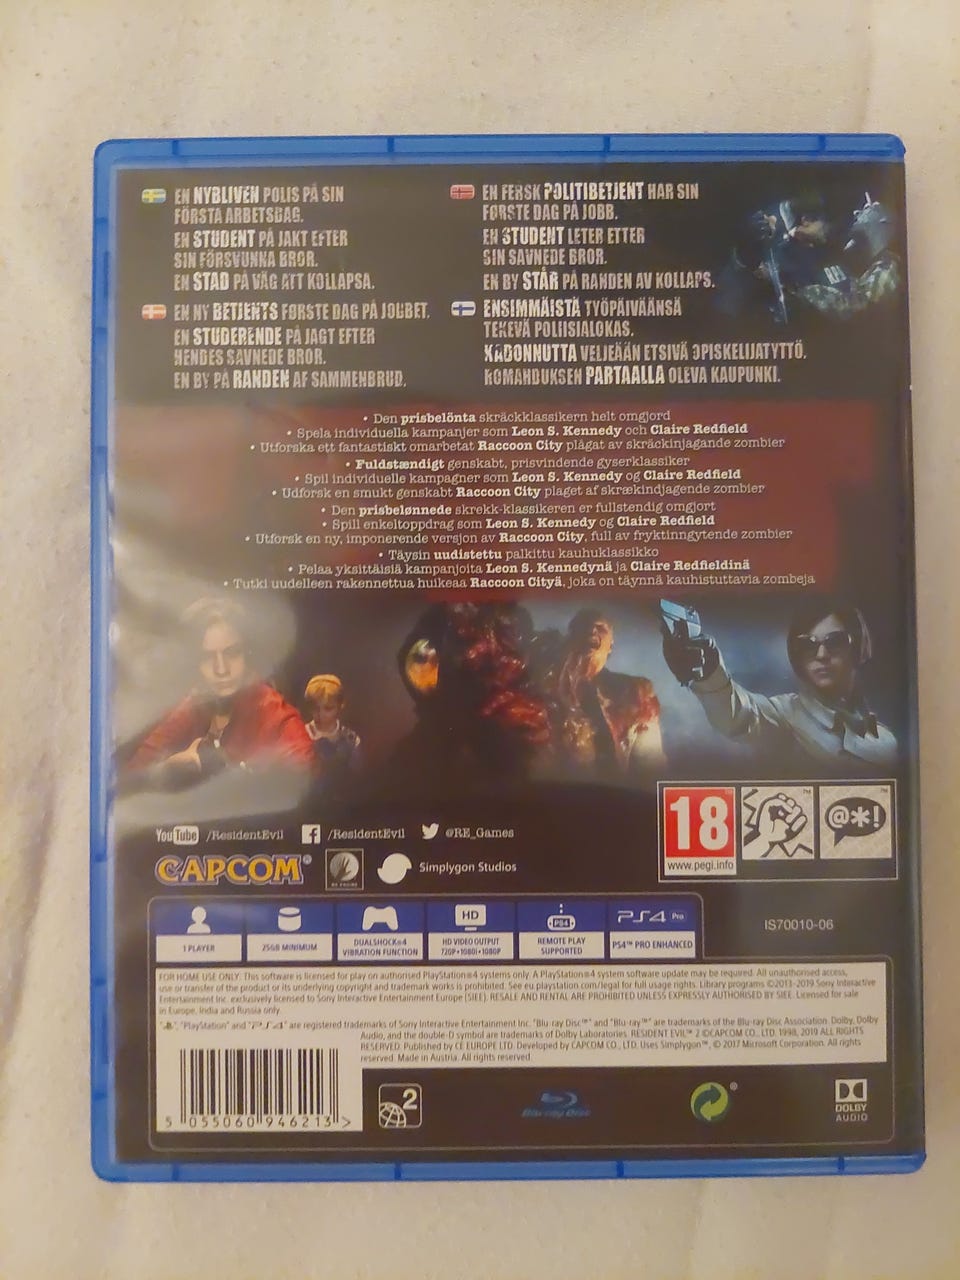 EN NYBLIVEN POLIS PÅ SIN
FÖRSTA ARBETSDAG.
EN STUDENT PÅ JAKT EFTER
SIN FÖRSVUNNA BROR.
EN STAD PÅ VÄG ATT KOLLAPSA.
EN FERSK POLITIBETJENT HAR SIN
FØRSTE DAG PÅ JOBB.
EN STUDENT LETER ETTER
SIN SAVNEDE BROR.
EN BY STÅR PÅ RANDEN AV KOLLAPS.
EN NY BETJENTS FØRSTE DAG PÅ JOBBET.
EN STUDERENDE PÅ JAGT EFTER
HENDES SAVNEDE BROR.
EN BY PÅ RANDEN AF SAMMENBRUD.
ENSIMMÄISTÄ TYÖPÄIVÄÄNSÄ
TEKEVÄ POLIISIALOKAS.
KADONNUTTA VELJEÄÄN ETSIVÄ OPISKELIJATYTTÖ.
ROMAHDUKSEN PARTAALLA OLEVA KAUPUNKI.
• Den prisbelönta skräckklassikern helt omgjord
• Spela individuella kampanjer som Leon S. Kennedy och Claire Redfield
• Utforska ett fantastiskt omarbetat Raccoon City plågat av skräckinjagande zombier
• Fuldstændigt genskabt, prisvindende gyserklassiker
• Spil individuelle kampagner som Leon S. Kennedy og Claire Redfield
• Udforsk en smukt genskabt Raccoon City plaget af skrækindjagende zombier
• Den prisbelønnede skrekk-klassikeren er fullstendig omgjort
• Spill enkeltoppdrag som Leon S. Kennedy og Claire Redfield
• Utforsk en ny, imponerende versjon av Raccoon City, full av fryktinngytende zombier
• Täysin uudistettu palkittu kauhuklassikko
• Pelaa yksittäisiä kampanjoita Leon S. Kennedynä ja Claire Redfieldinä
• Tutki uudelleen rakennettua huikeaa Raccoon Cityä, joka on täynnä kauhistuttavia zombeja
YouTube /ResidentEvil f /ResidentEvil @RE_Games
CAPCOM® RE ENGINE Simplygon Studios
18 ™ @*! ™
www.pegi.info
HD PS4 PS4 Pro
1 PLAYER
25GB MINIMUM
DUALSHOCK®4
VIBRATION FUNCTION
HD VIDEO OUTPUT
720P•1080i•1080P
REMOTE PLAY
SUPPORTED
PS4™ PRO ENHANCED
IS70010-06
FOR HOME USE ONLY: This software is licensed for play on authorised PlayStation®4 systems only. A PlayStation®4 system software update may be required. All unauthorised access,
use or transfer of the product or its underlying copyright and trademark works is prohibited. See eu.playstation.com/legal for full usage rights. Library programs ©2013-2019 Sony Interactive
Entertainment Inc. exclusively licensed to Sony Interactive Entertainment Europe (SIEE). RESALE AND RENTAL ARE PROHIBITED UNLESS EXPRESSLY AUTHORISED BY SIEE. Licensed for sale
in Europe, India and Russia only.
"PlayStation" and "PS4" are registered trademarks of Sony Interactive Entertainment Inc. "Blu-ray Disc™" and "Blu-ray™" are trademarks of the Blu-ray Disc Association. Dolby, Dolby
Audio, and the double-D symbol are trademarks of Dolby Laboratories. RESIDENT EVIL™ 2 ©CAPCOM CO., LTD. 1998, 2019 ALL RIGHTS
RESERVED. Published by CE EUROPE LTD. Developed by CAPCOM CO., LTD. Uses Simplygon™, © 2017 Microsoft Corporation. All rights
reserved. Made in Austria. All rights reserved.
5 055060 946213 >
2
Blu-ray Disc
®
DOLBY
AUDIO